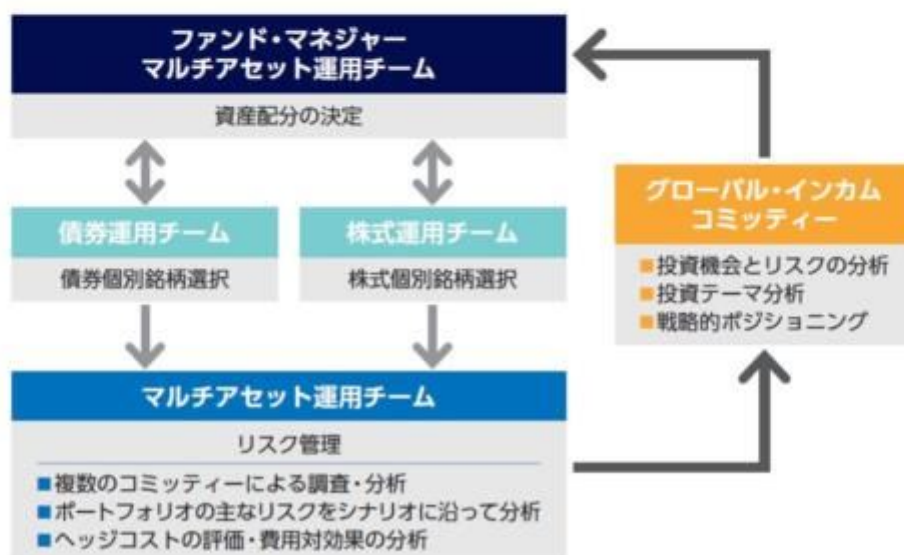 ファンド・マネジャー
マルチアセット運用チーム
資産配分の決定
債券運用チーム
債券個別銘柄選択
株式運用チーム
株式個別銘柄選択
グローバル・インカム
コミッティー
■投資機会とリスクの分析
■投資テーマ分析
■戦略的ポジショニング
マルチアセット運用チーム
リスク管理
■複数のコミッティーによる調査・分析
■ポートフォリオの主なリスクをシナリオに沿って分析
■ヘッジコストの評価・費用対効果の分析